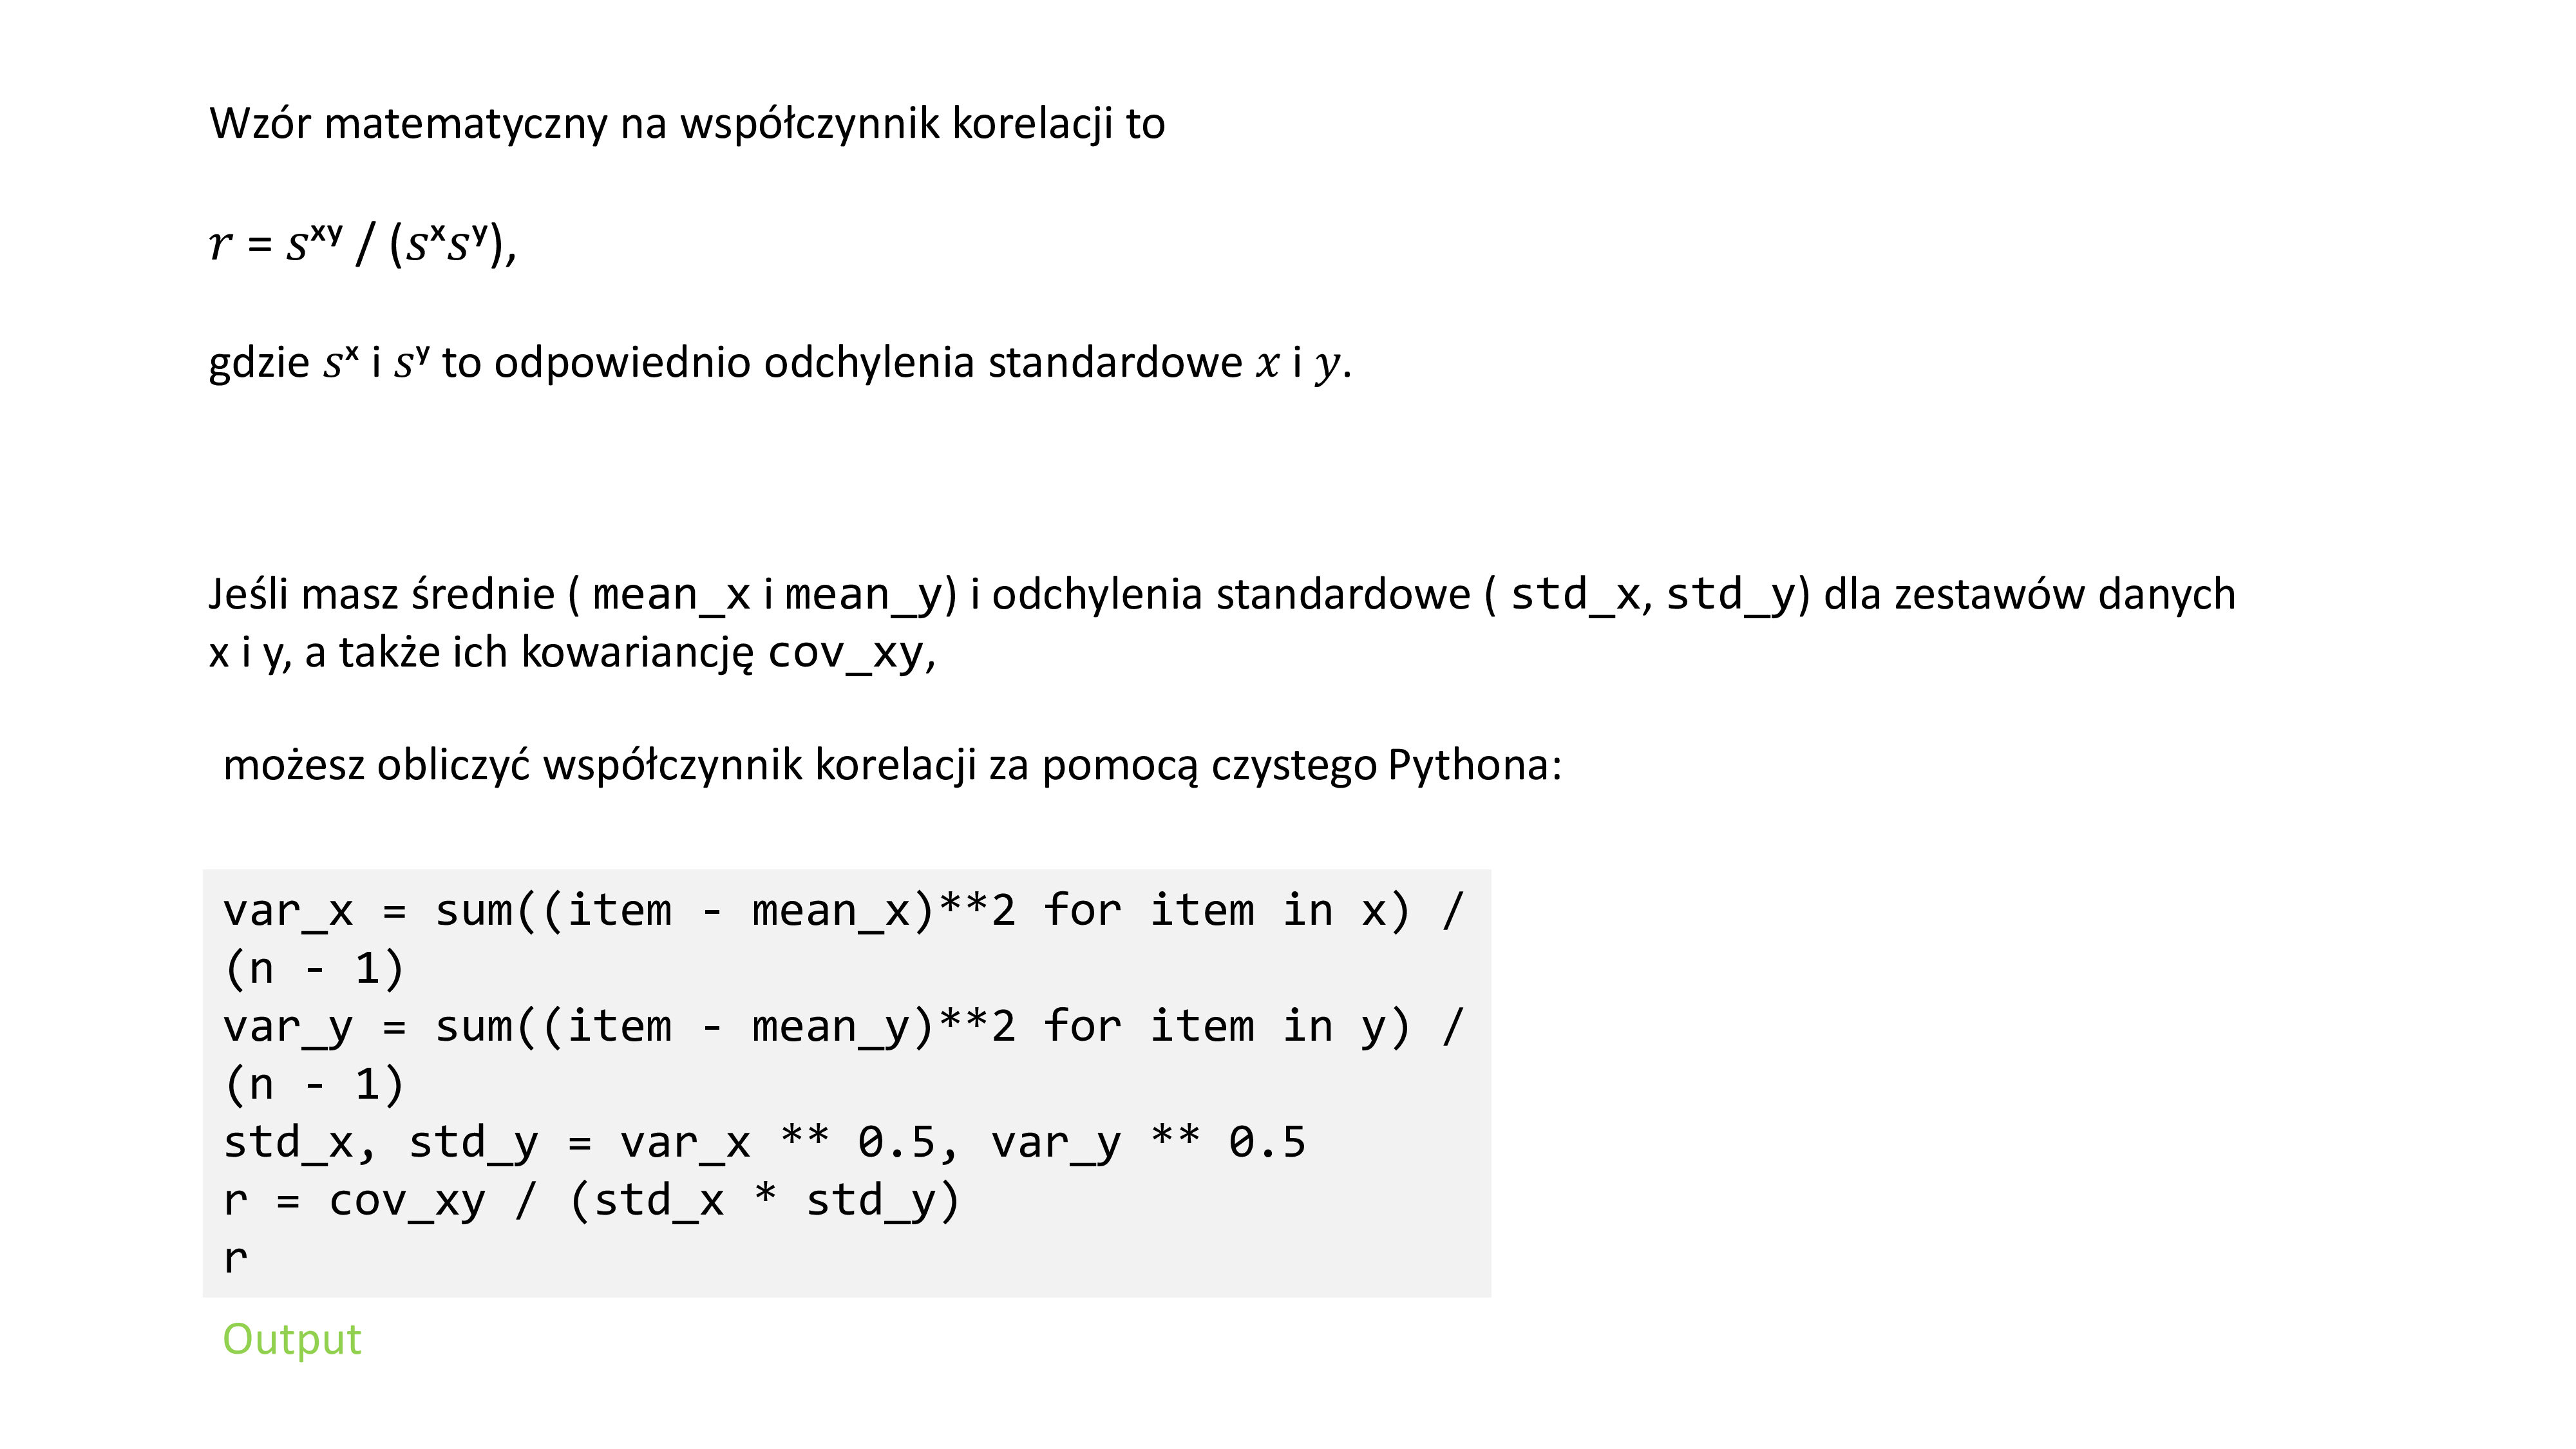 Wzór matematyczny na współczynnik korelacji to
𝑟 = 𝑠ˣʸ / (𝑠ˣ𝑠ʸ),
gdzie 𝑠ˣ i 𝑠ʸ to odpowiednio odchylenia standardowe 𝑥 i 𝑦.
Jeśli masz średnie ( mean_x i mean_y) i odchylenia standardowe ( std_x, std_y) dla zestawów danych
x i y, a także ich kowariancję cov_xy,
możesz obliczyć współczynnik korelacji za pomocą czystego Pythona:
var_x = sum((item - mean_x)**2 for item in x) /
(n - 1)
var_y = sum((item - mean_y)**2 for item in y) /
(n - 1)
std_x, std_y = var_x ** 0.5, var_y ** 0.5
r = cov_xy / (std_x * std_y)
r
Output